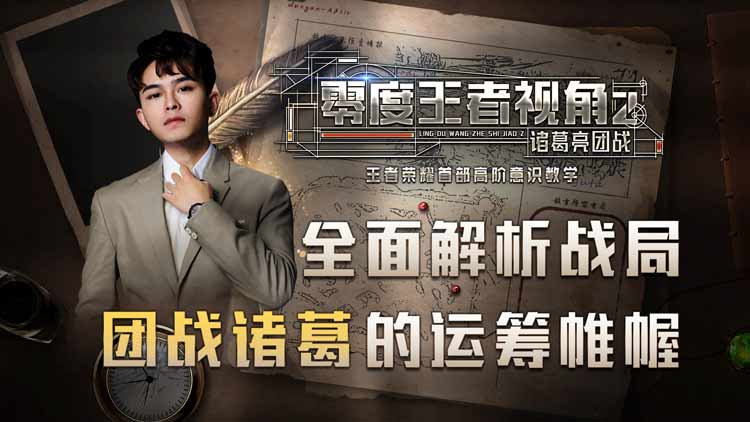 零度王者视角2
LING DU WANG ZHE SHI JIAO 2
诸葛亮团战
王者荣耀首部高阶意识教学
全面解析战局
团战诸葛的运筹帷幄